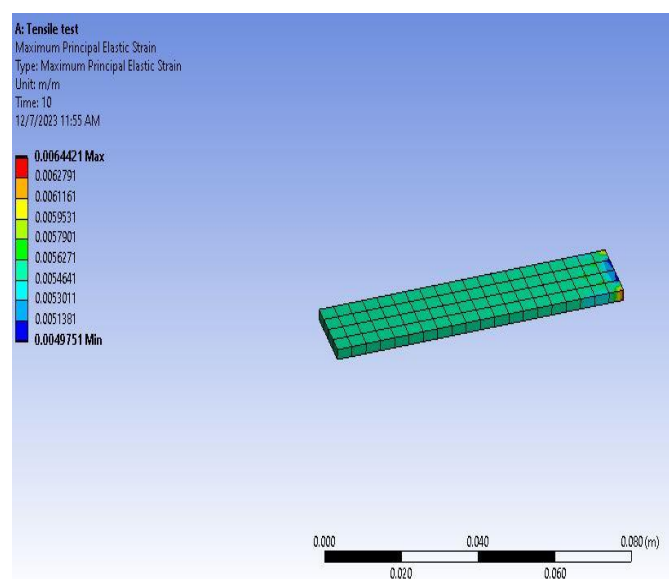 A: Tensile test
Maximum Principal Elastic Strain
Type: Maximum Principal Elastic Strain
Unit: m/m
Time: 10
12/7/2023 11:55 AM
0.0064421 Max
0.0062791
0.0061161
0.0059531
0.0057901
0.0056271
0.0054641
0.0053011
0.0051381
0.0049751 Min
0.000 0.040 0.080 (m)
0.020 0.060